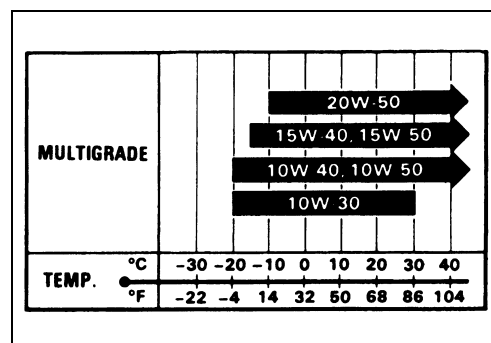 MULTIGRADE
20W-50
15W-40, 15W 50
10W 40, 10W 50
10W 30
TEMP.
°C -30 -20 -10 0 10 20 30 40
°F -22 -4 14 32 50 68 86 104